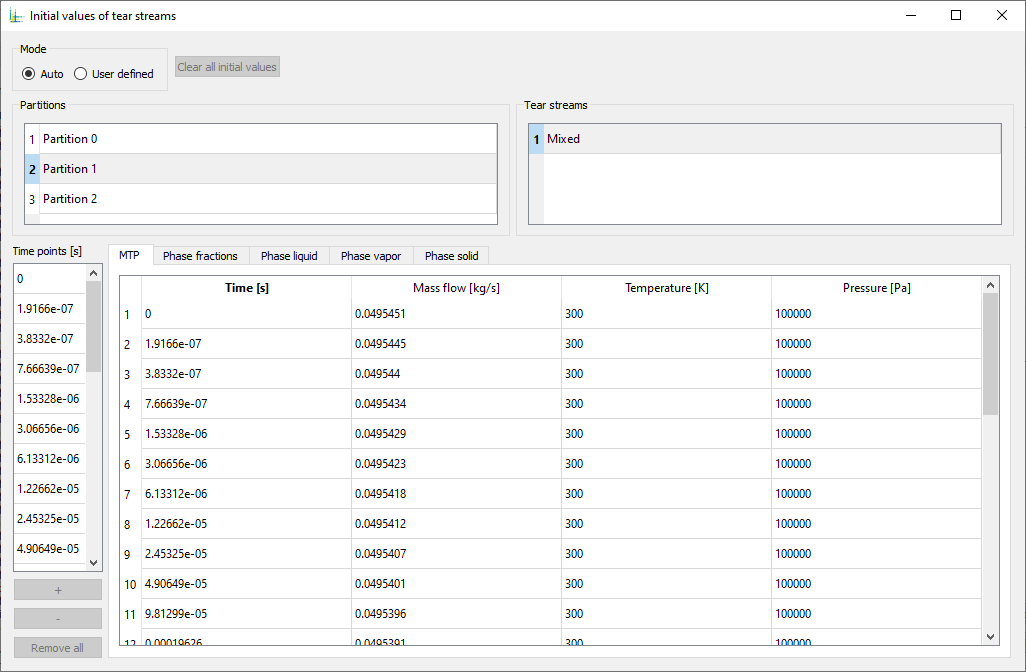 Initial values of tear streams
Mode
Auto User defined
Clear all initial values
Partitions
1 Partition 0
2 Partition 1
3 Partition 2
Tear streams
1 Mixed
Time points [s]
0
1.9166e-07
3.8332e-07
7.66639e-07
1.53328e-06
3.06656e-06
6.13312e-06
1.22662e-05
2.45325e-05
4.90649e-05
+
-
Remove all
MTP Phase fractions Phase liquid Phase vapor Phase solid
Time [s] Mass flow [kg/s] Temperature [K] Pressure [Pa]
1 0 0.0495451 300 100000
2 1.9166e-07 0.0495445 300 100000
3 3.8332e-07 0.049544 300 100000
4 7.66639e-07 0.0495434 300 100000
5 1.53328e-06 0.0495429 300 100000
6 3.06656e-06 0.0495423 300 100000
7 6.13312e-06 0.0495418 300 100000
8 1.22662e-05 0.0495412 300 100000
9 2.45325e-05 0.0495407 300 100000
10 4.90649e-05 0.0495401 300 100000
11 9.81299e-05 0.0495396 300 100000
12 0.00019626 0.0495391 300 100000